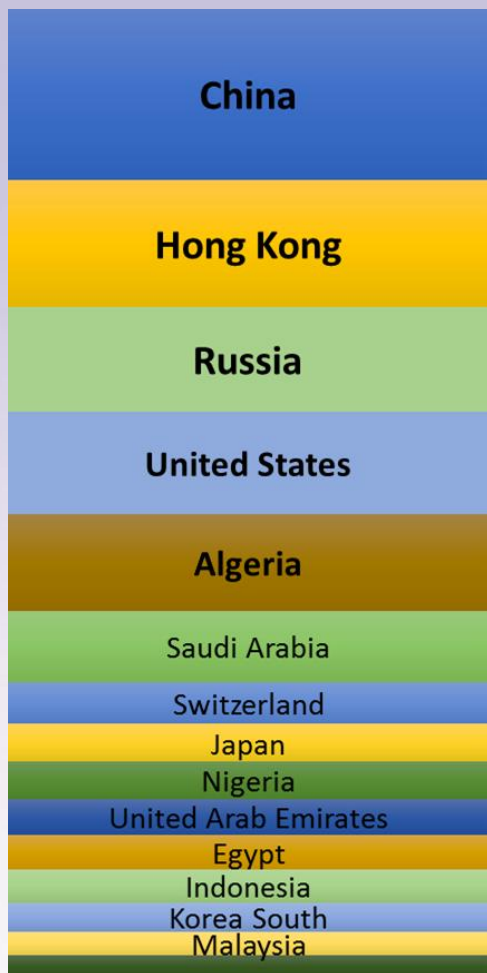 China
Hong Kong
Russia
United States
Algeria
Saudi Arabia
Switzerland
Japan
Nigeria
United Arab Emirates
Egypt
Indonesia
Korea South
Malaysia